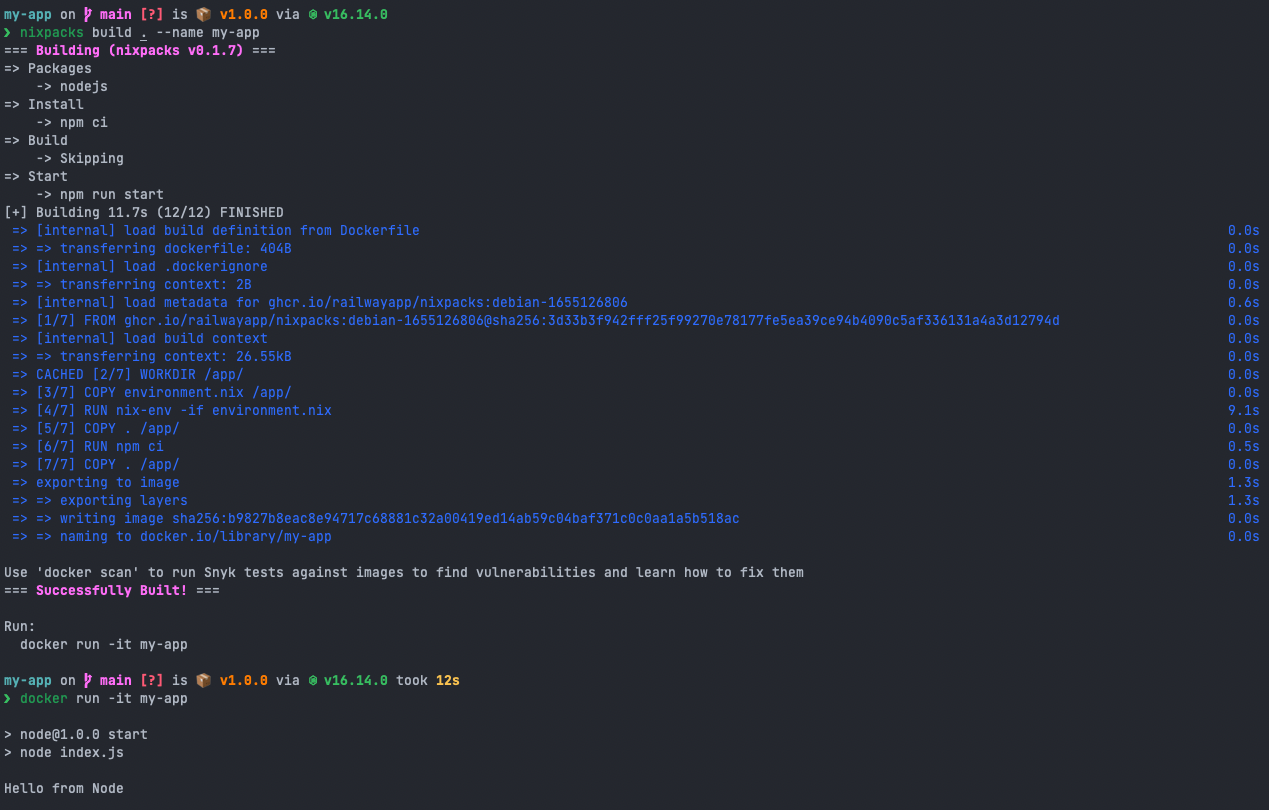 my-app on main [?] is 📦 v1.0.0 via v16.14.0
❯ nixpacks build . --name my-app
=== Building (nixpacks v0.1.7) ===
=> Packages
    -> nodejs
=> Install
    -> npm ci
=> Build
    -> Skipping
=> Start
    -> npm run start
[+] Building 11.7s (12/12) FINISHED
 => [internal] load build definition from Dockerfile 0.0s
 => => transferring dockerfile: 404B 0.0s
 => [internal] load .dockerignore 0.0s
 => => transferring context: 2B 0.0s
 => [internal] load metadata for ghcr.io/railwayapp/nixpacks:debian-1655126806 0.6s
 => [1/7] FROM ghcr.io/railwayapp/nixpacks:debian-1655126806@sha256:3d33b3f942fff25f99270e78177fe5ea39ce94b4090c5af336131a4a3d12794d 0.0s
 => [internal] load build context 0.0s
 => => transferring context: 26.55kB 0.0s
 => CACHED [2/7] WORKDIR /app/ 0.0s
 => [3/7] COPY environment.nix /app/ 0.0s
 => [4/7] RUN nix-env -if environment.nix 9.1s
 => [5/7] COPY . /app/ 0.0s
 => [6/7] RUN npm ci 0.5s
 => [7/7] COPY . /app/ 0.0s
 => exporting to image 1.3s
 => => exporting layers 1.3s
 => => writing image sha256:b9827b8eac8e94717c68881c32a00419ed14ab59c04baf371c0c0aa1a5b518ac 0.0s
 => => naming to docker.io/library/my-app 0.0s
Use 'docker scan' to run Snyk tests against images to find vulnerabilities and learn how to fix them
=== Successfully Built! ===
Run:
  docker run -it my-app
my-app on main [?] is 📦 v1.0.0 via v16.14.0 took 12s
❯ docker run -it my-app
> node@1.0.0 start
> node index.js
Hello from Node